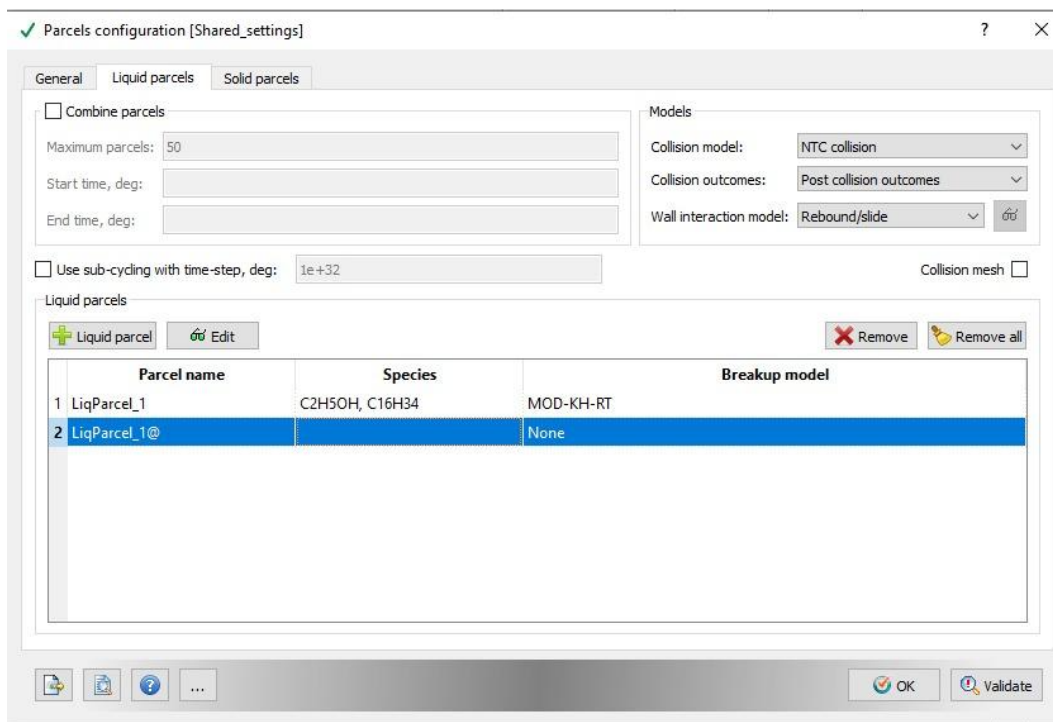 Parcels configuration [Shared_settings] ? X
General Liquid parcels Solid parcels
Combine parcels
Maximum parcels: 50
Start time, deg:
End time, deg:
Models
Collision model: NTC collision
Collision outcomes: Post collision outcomes
Wall interaction model: Rebound/slide
Use sub-cycling with time-step, deg: 1e+32 Collision mesh
Liquid parcels
Liquid parcel Edit Remove Remove all
Parcel name Species Breakup model
1 LiqParcel_1 C2H5OH, C16H34 MOD-KH-RT
2 LiqParcel_1@ None
? ... OK Validate